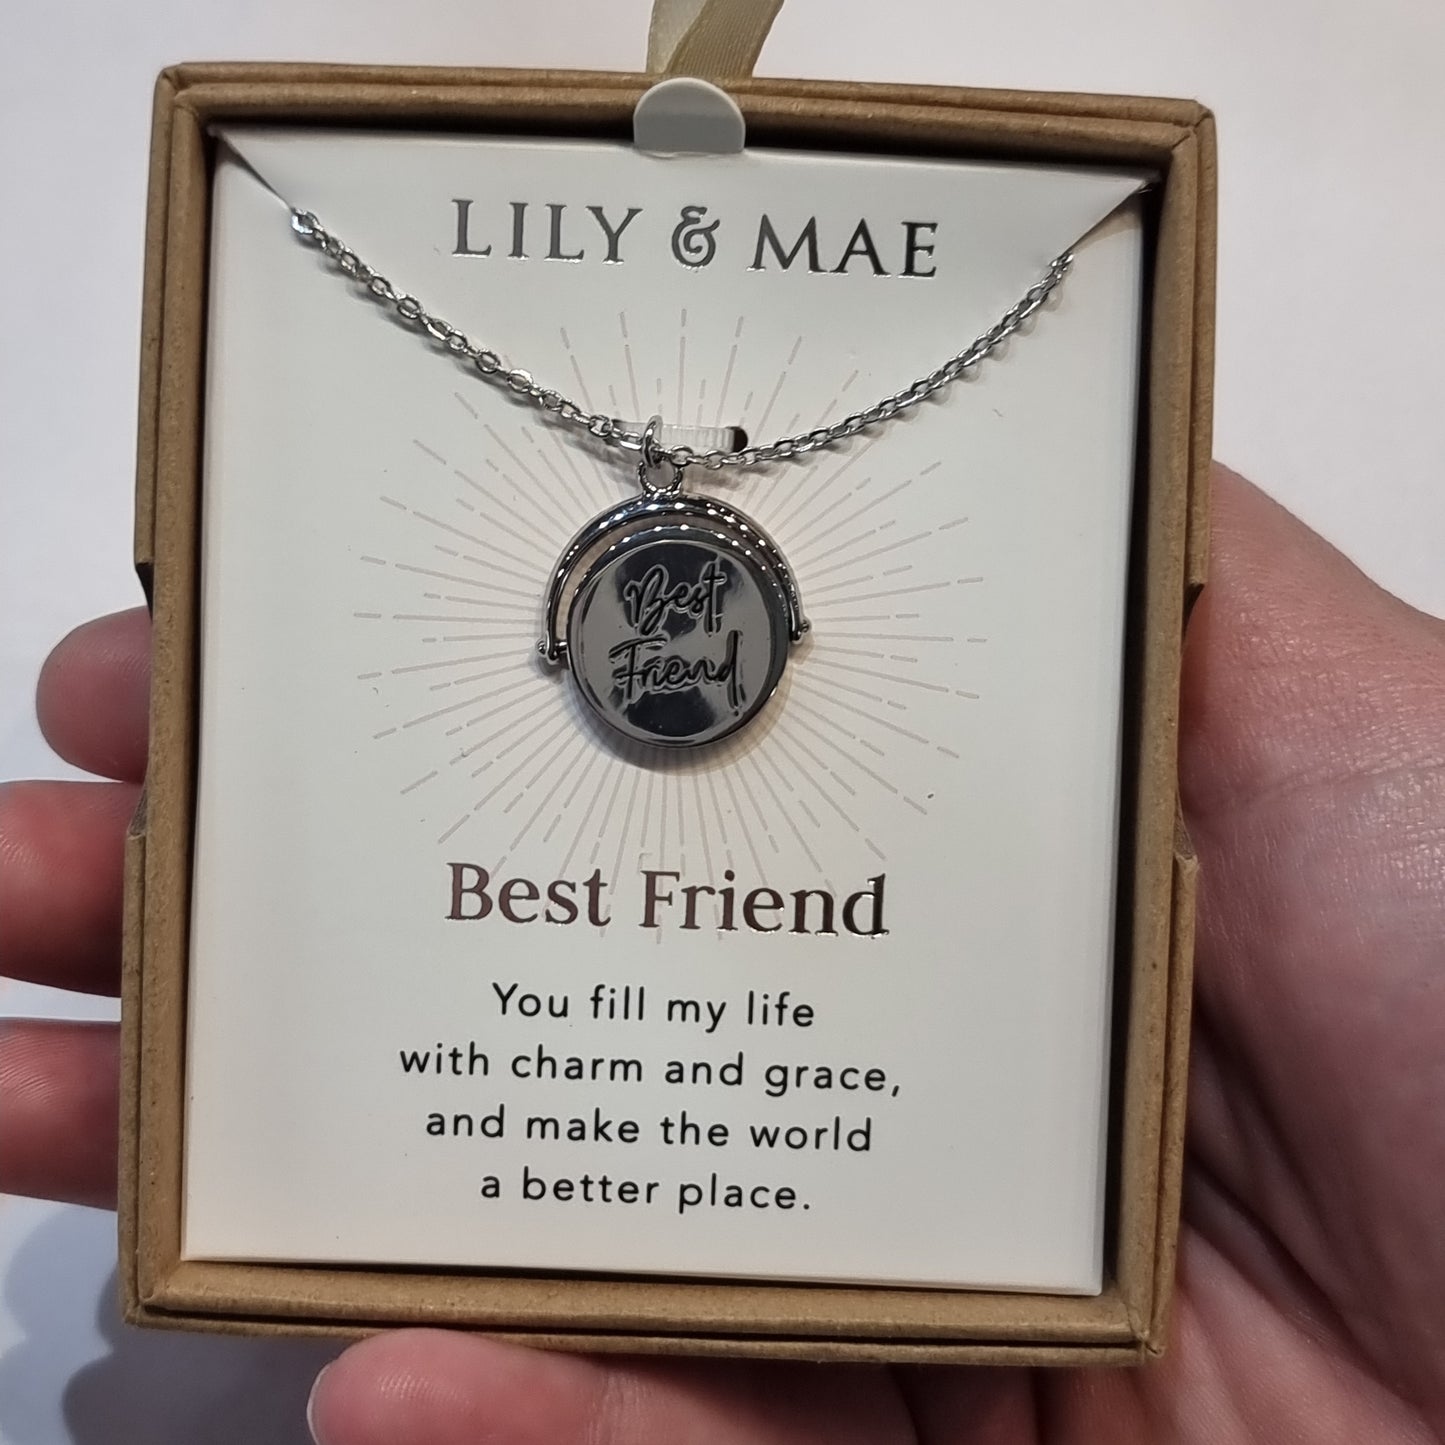 LILY & MAE
Best
Friend
Best Friend
You fill my life
with charm and grace,
and make the world
a better place.